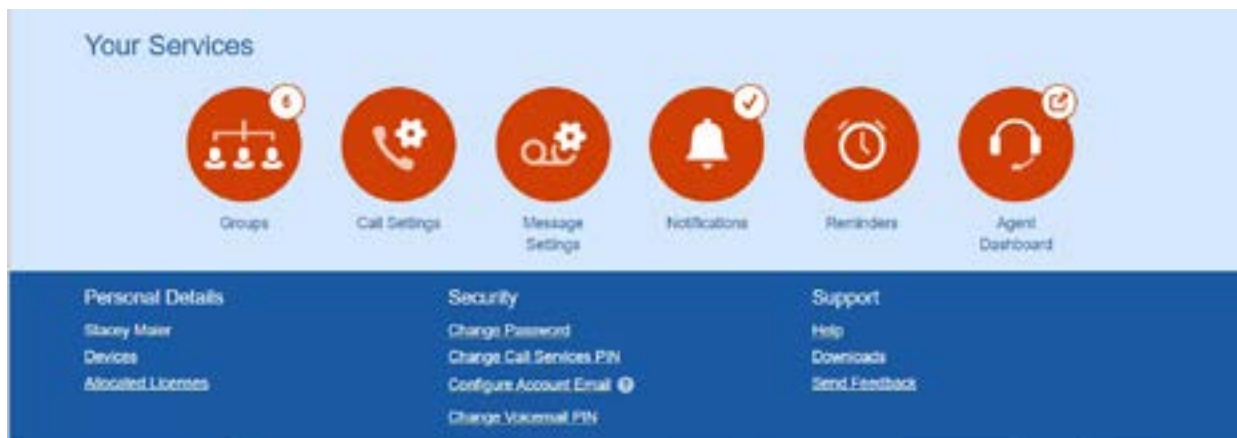 Your Services
6
Groups
Call Settings
Message
Settings
Notifications
Reminders
Agent
Dashboard
Personal Details
Stacey Maier
Devices
Allocated Licenses
Security
Change Password
Change Call Services PIN
Configure Account Email ?
Change Voicemail PIN
Support
Help
Downloads
Send Feedback